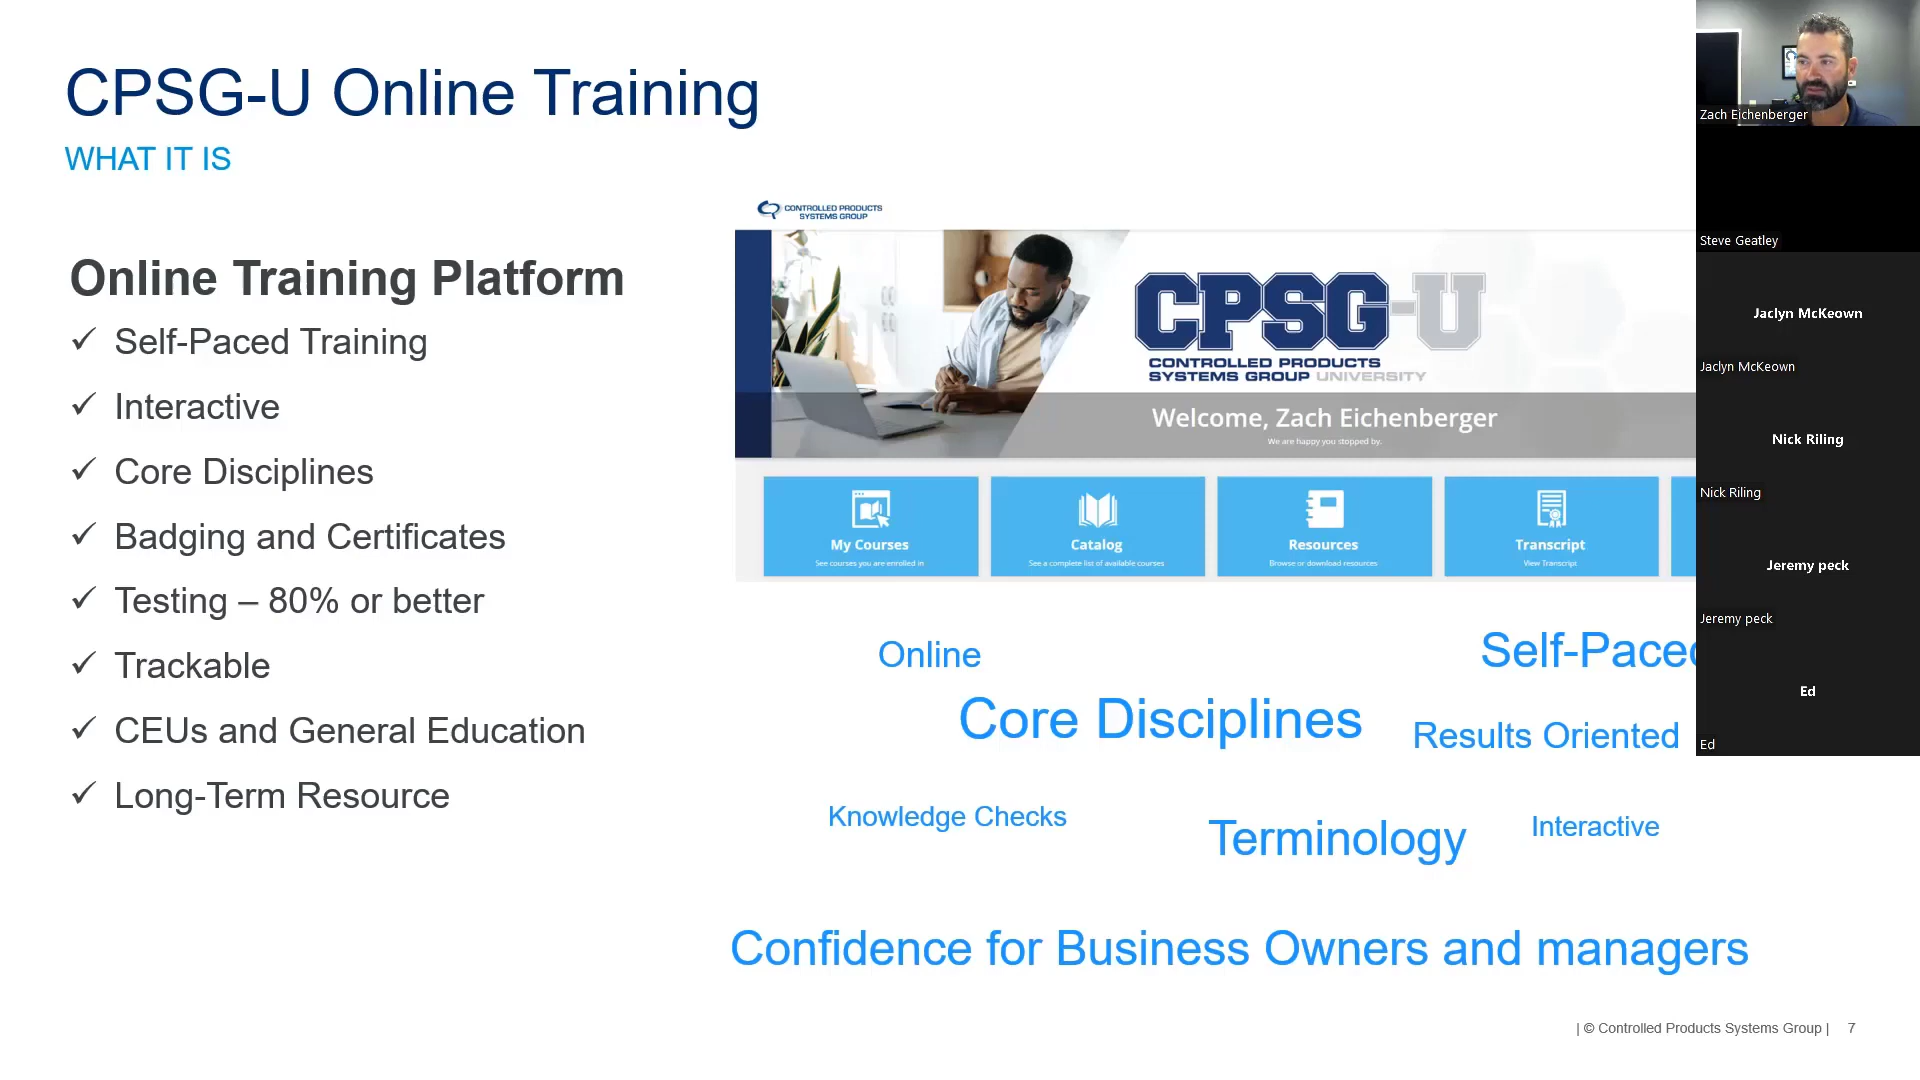 CPSG-U Online Training
WHAT IT IS
Online Training Platform
✓ Self-Paced Training
✓ Interactive
✓ Core Disciplines
✓ Badging and Certificates
✓ Testing – 80% or better
✓ Trackable
✓ CEUs and General Education
✓ Long-Term Resource
CONTROLLED PRODUCTS
SYSTEMS GROUP
CPSG-U
CONTROLLED PRODUCTS
SYSTEMS GROUP UNIVERSITY
Welcome, Zach Eichenberger
We are happy you stopped by.
My Courses
See courses you are enrolled in
Catalog
See a complete list of available courses
Resources
Browse or download resources
Transcript
View Transcript
Online
Self-Paced
Core Disciplines
Results Oriented
Knowledge Checks
Terminology
Interactive
Confidence for Business Owners and managers
| © Controlled Products Systems Group | 7
Zach Eichenberger
Steve Geatley
Jaclyn McKeown
Jaclyn McKeown
Nick Riling
Nick Riling
Jeremy peck
Jeremy peck
Ed
Ed